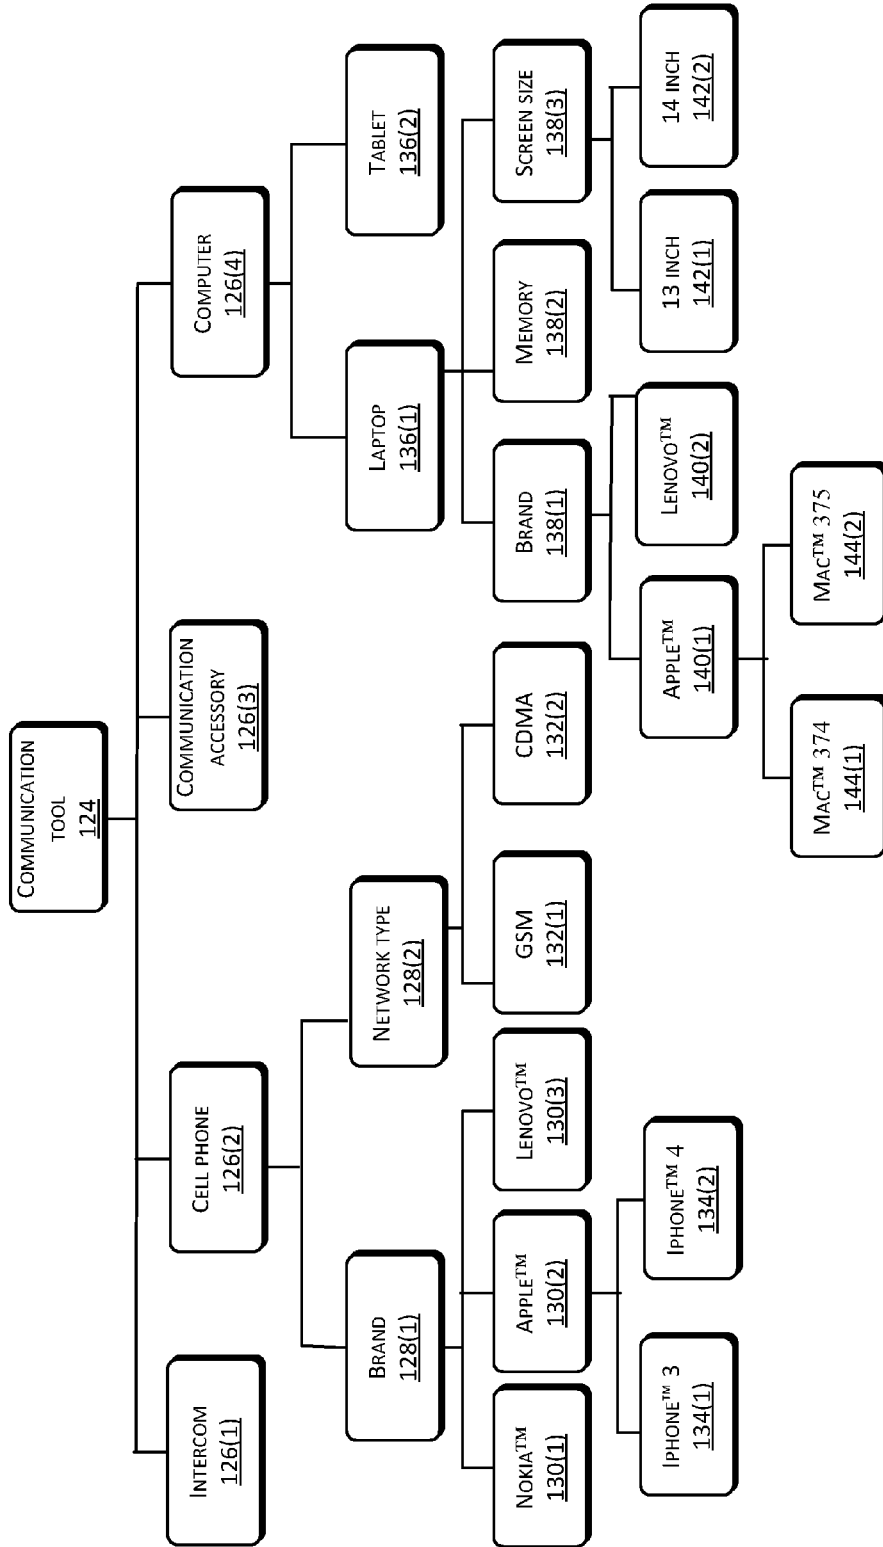 COMMUNICATION
TOOL
124
INTERCOM
126(1)
CELL PHONE
126(2)
COMMUNICATION
ACCESSORY
126(3)
COMPUTER
126(4)
BRAND
128(1)
NETWORK TYPE
128(2)
LAPTOP
136(1)
TABLET
136(2)
NOKIA™
130(1)
APPLE™
130(2)
LENOVO™
130(3)
GSM
132(1)
CDMA
132(2)
BRAND
138(1)
MEMORY
138(2)
SCREEN SIZE
138(3)
IPHONE™ 3
134(1)
IPHONE™ 4
134(2)
APPLE™
140(1)
LENOVO™
140(2)
13 INCH
142(1)
14 INCH
142(2)
MAC™ 374
144(1)
MAC™ 375
144(2)